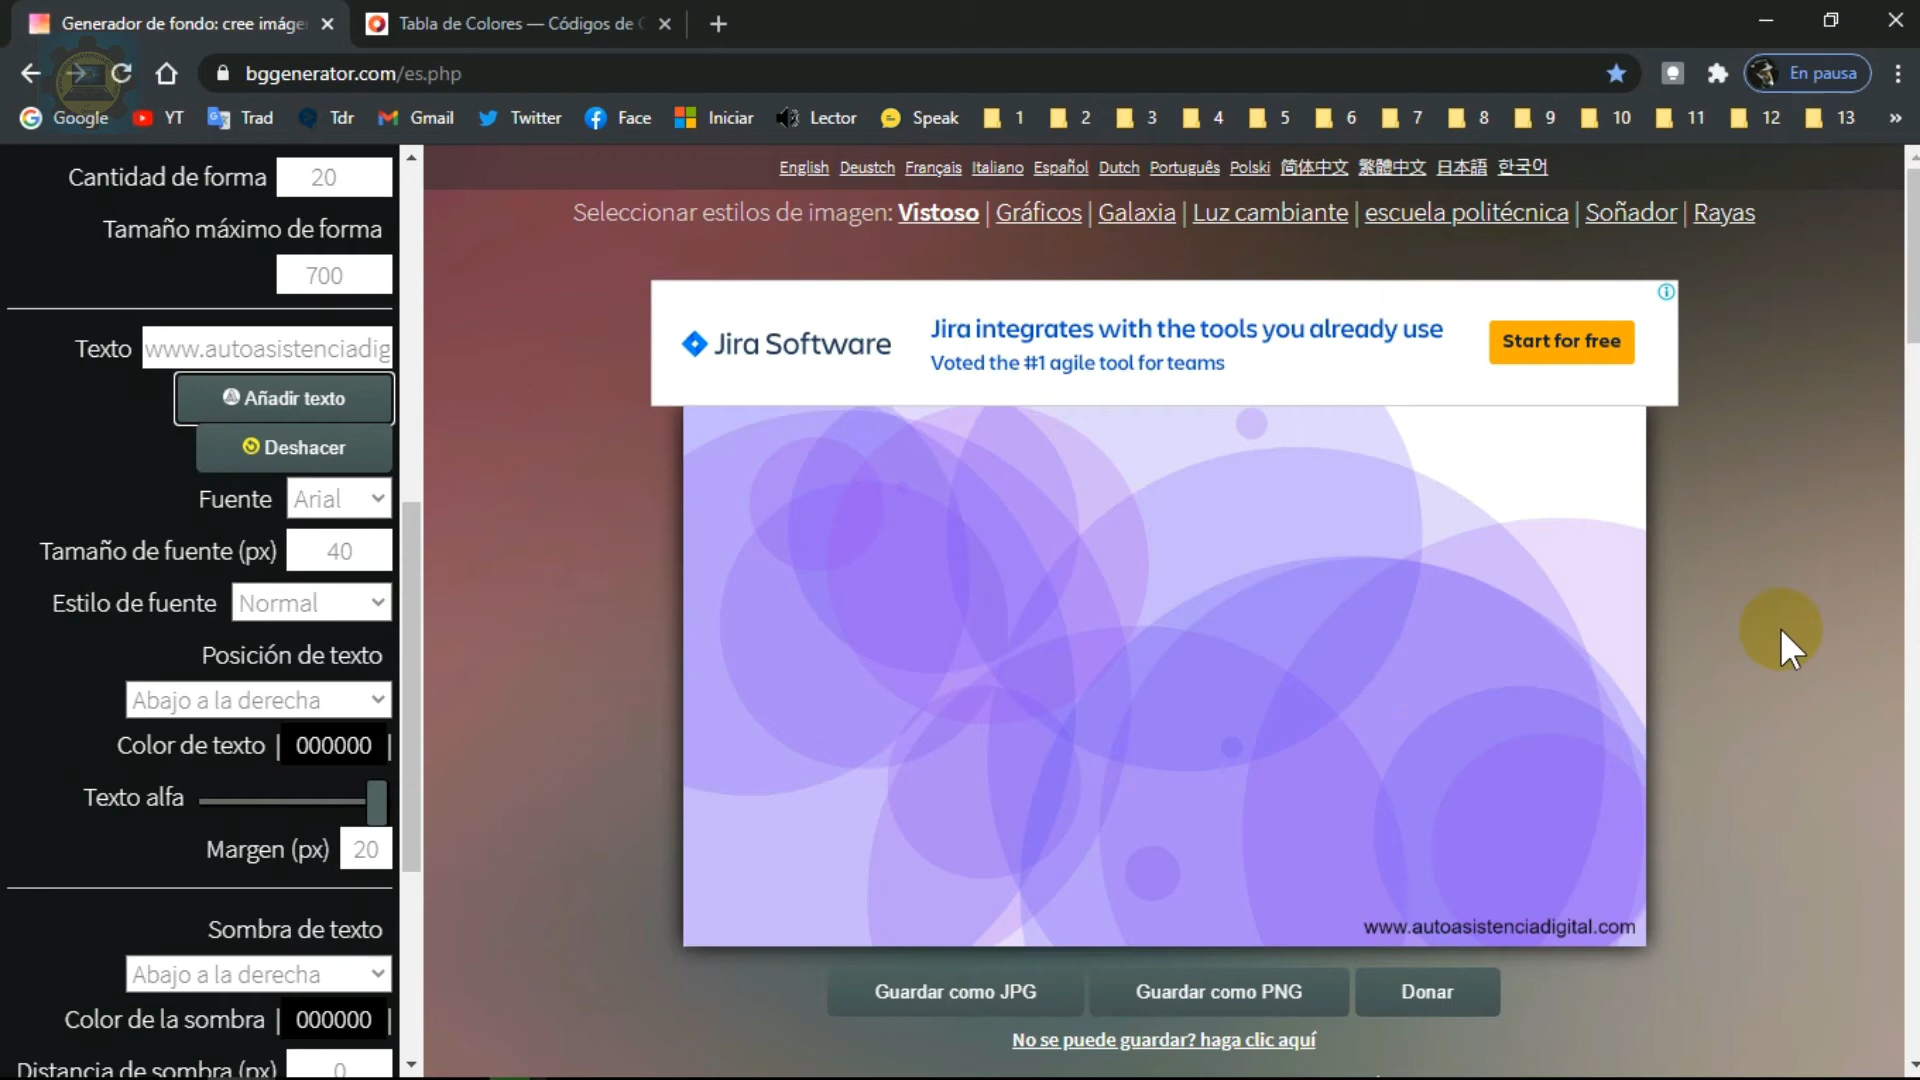 Generador de fondo: cree imáge
Tabla de Colores — Códigos de C
bggenerator.com/es.php
En pausa
Google YT Trad Tdr Gmail Twitter Face Iniciar Lector Speak 1 2 3 4 5 6 7 8 9 10 11 12 13 »
Cantidad de forma 20
Tamaño máximo de forma
700
Texto www.autoasistenciadig
Añadir texto
Deshacer
Fuente Arial
Tamaño de fuente (px) 40
Estilo de fuente Normal
Posición de texto
Abajo a la derecha
Color de texto | 000000 |
Texto alfa
Margen (px) 20
Sombra de texto
Abajo a la derecha
Color de la sombra | 000000 |
Distancia de sombra (px) 0
English Deustch Français Italiano Español Dutch Português Polski 简体中文 繁體中文 日本語 한국어
Seleccionar estilos de imagen: Vistoso | Gráficos | Galaxia | Luz cambiante | escuela politécnica | Soñador | Rayas
Jira Software
Jira integrates with the tools you already use
Voted the #1 agile tool for teams
Start for free
www.autoasistenciadigital.com
Guardar como JPG
Guardar como PNG
Donar
No se puede guardar? haga clic aquí